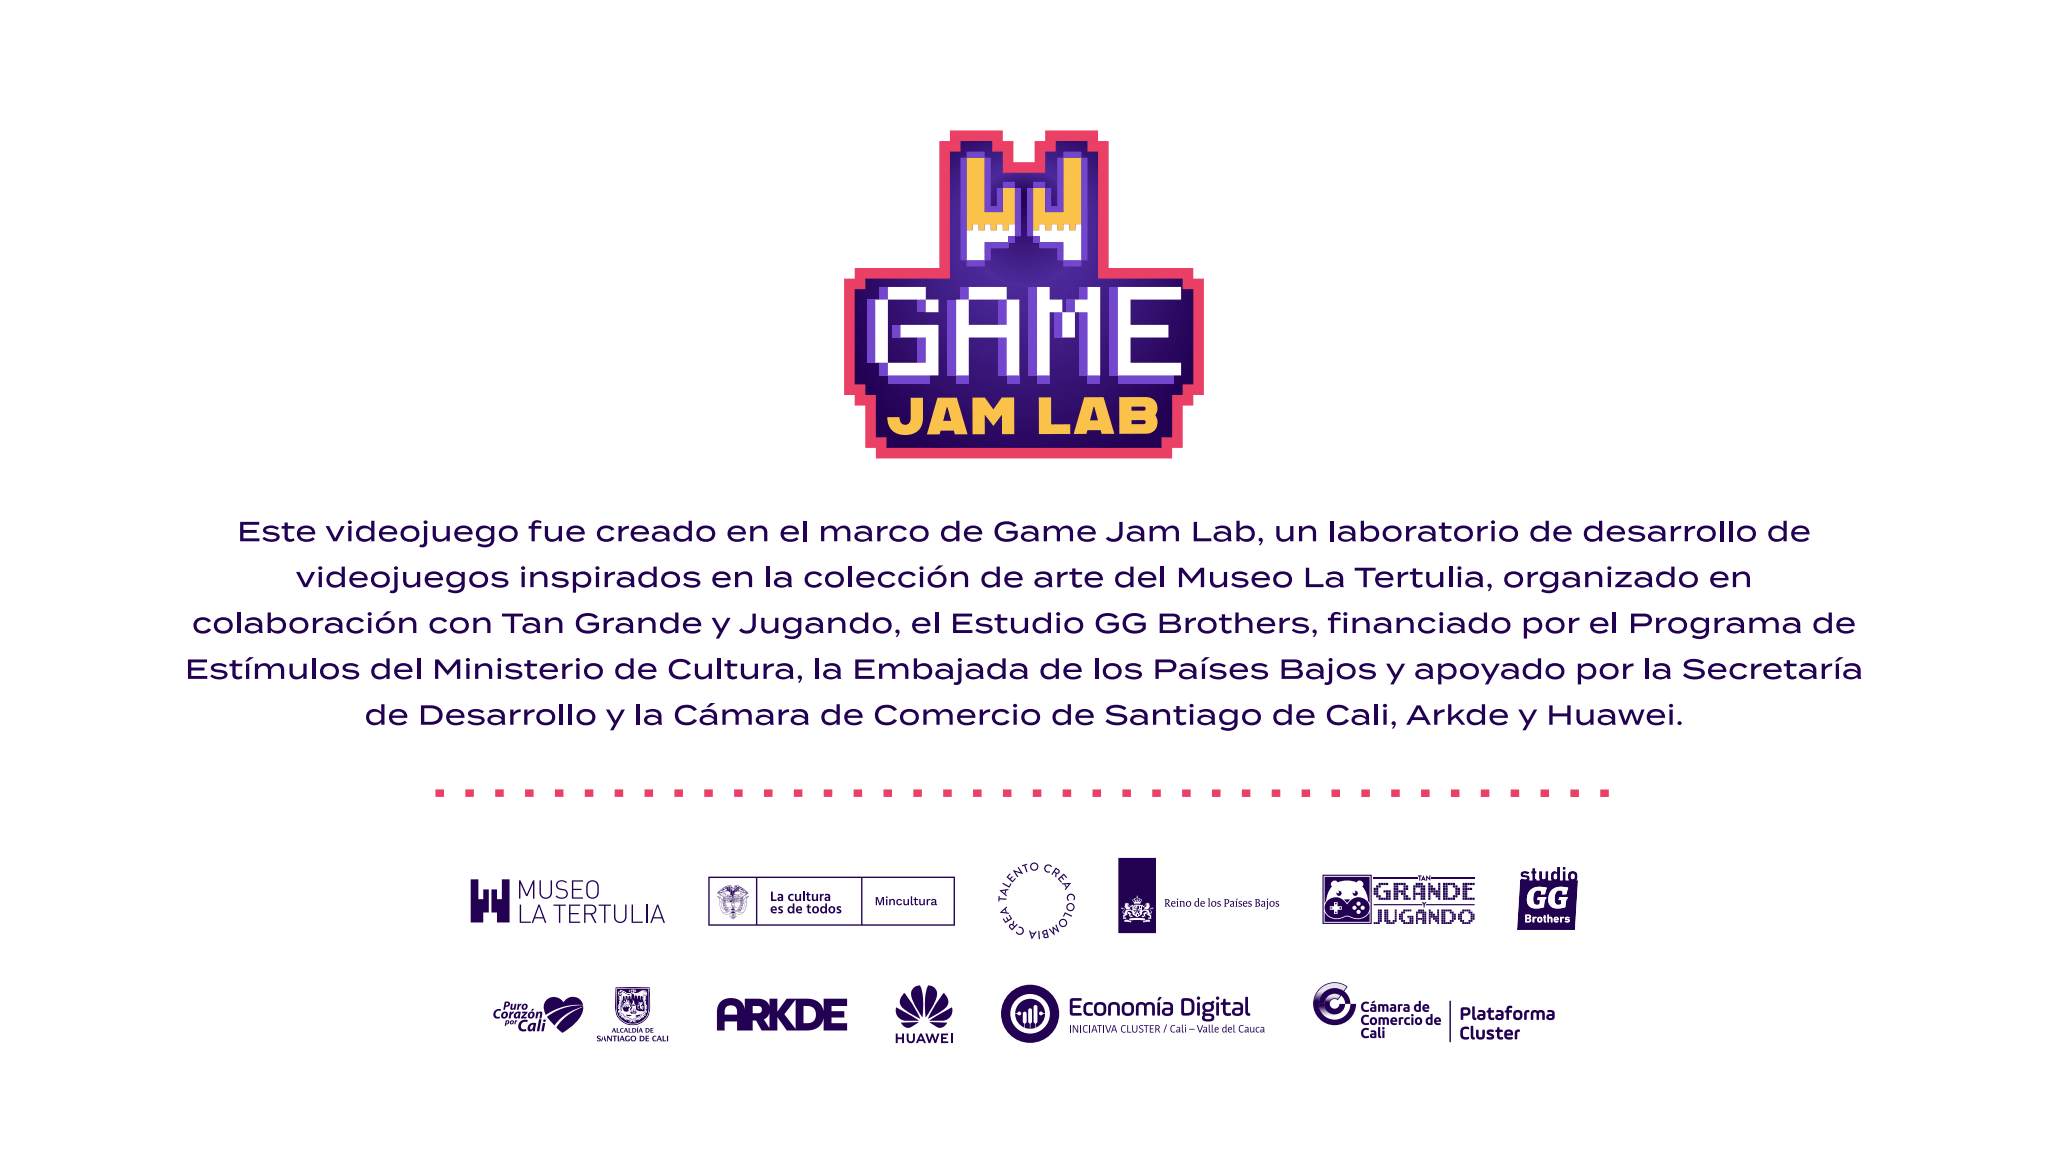 GAME
JAM LAB
Este videojuego fue creado en el marco de Game Jam Lab, un laboratorio de desarrollo de
videojuegos inspirados en la colección de arte del Museo La Tertulia, organizado en
colaboración con Tan Grande y Jugando, el Estudio GG Brothers, financiado por el Programa de
Estímulos del Ministerio de Cultura, la Embajada de los Países Bajos y apoyado por la Secretaría
de Desarrollo y la Cámara de Comercio de Santiago de Cali, Arkde y Huawei.
MUSEO
LA TERTULIA
La cultura
es de todos
Mincultura
CREA TALENTO CREA COLOMBIA
Reino de los Países Bajos
TAN
GRANDE
Y
JUGANDO
studio
GG
Brothers
Puro
Corazón
por Cali
ALCALDÍA DE
SANTIAGO DE CALI
ARKDE
HUAWEI
Economía Digital
INICIATIVA CLUSTER / Cali – Valle del Cauca
Cámara de
Comercio de
Cali
Plataforma
Cluster